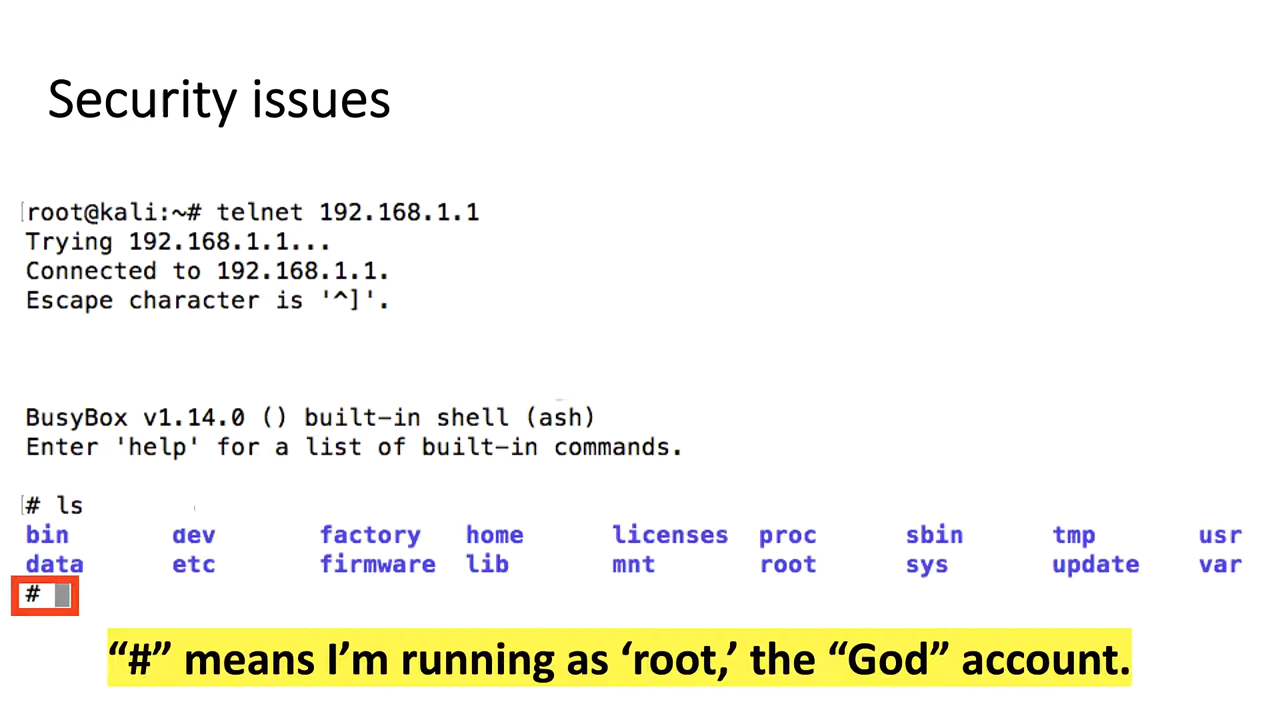 Security issues
root@kali:~# telnet 192.168.1.1
Trying 192.168.1.1...
Connected to 192.168.1.1.
Escape character is '^]'.
BusyBox v1.14.0 () built-in shell (ash)
Enter 'help' for a list of built-in commands.
# ls
bin dev factory home licenses proc sbin tmp usr
data etc firmware lib mnt root sys update var
#
“#” means I’m running as ‘root,’ the “God” account.